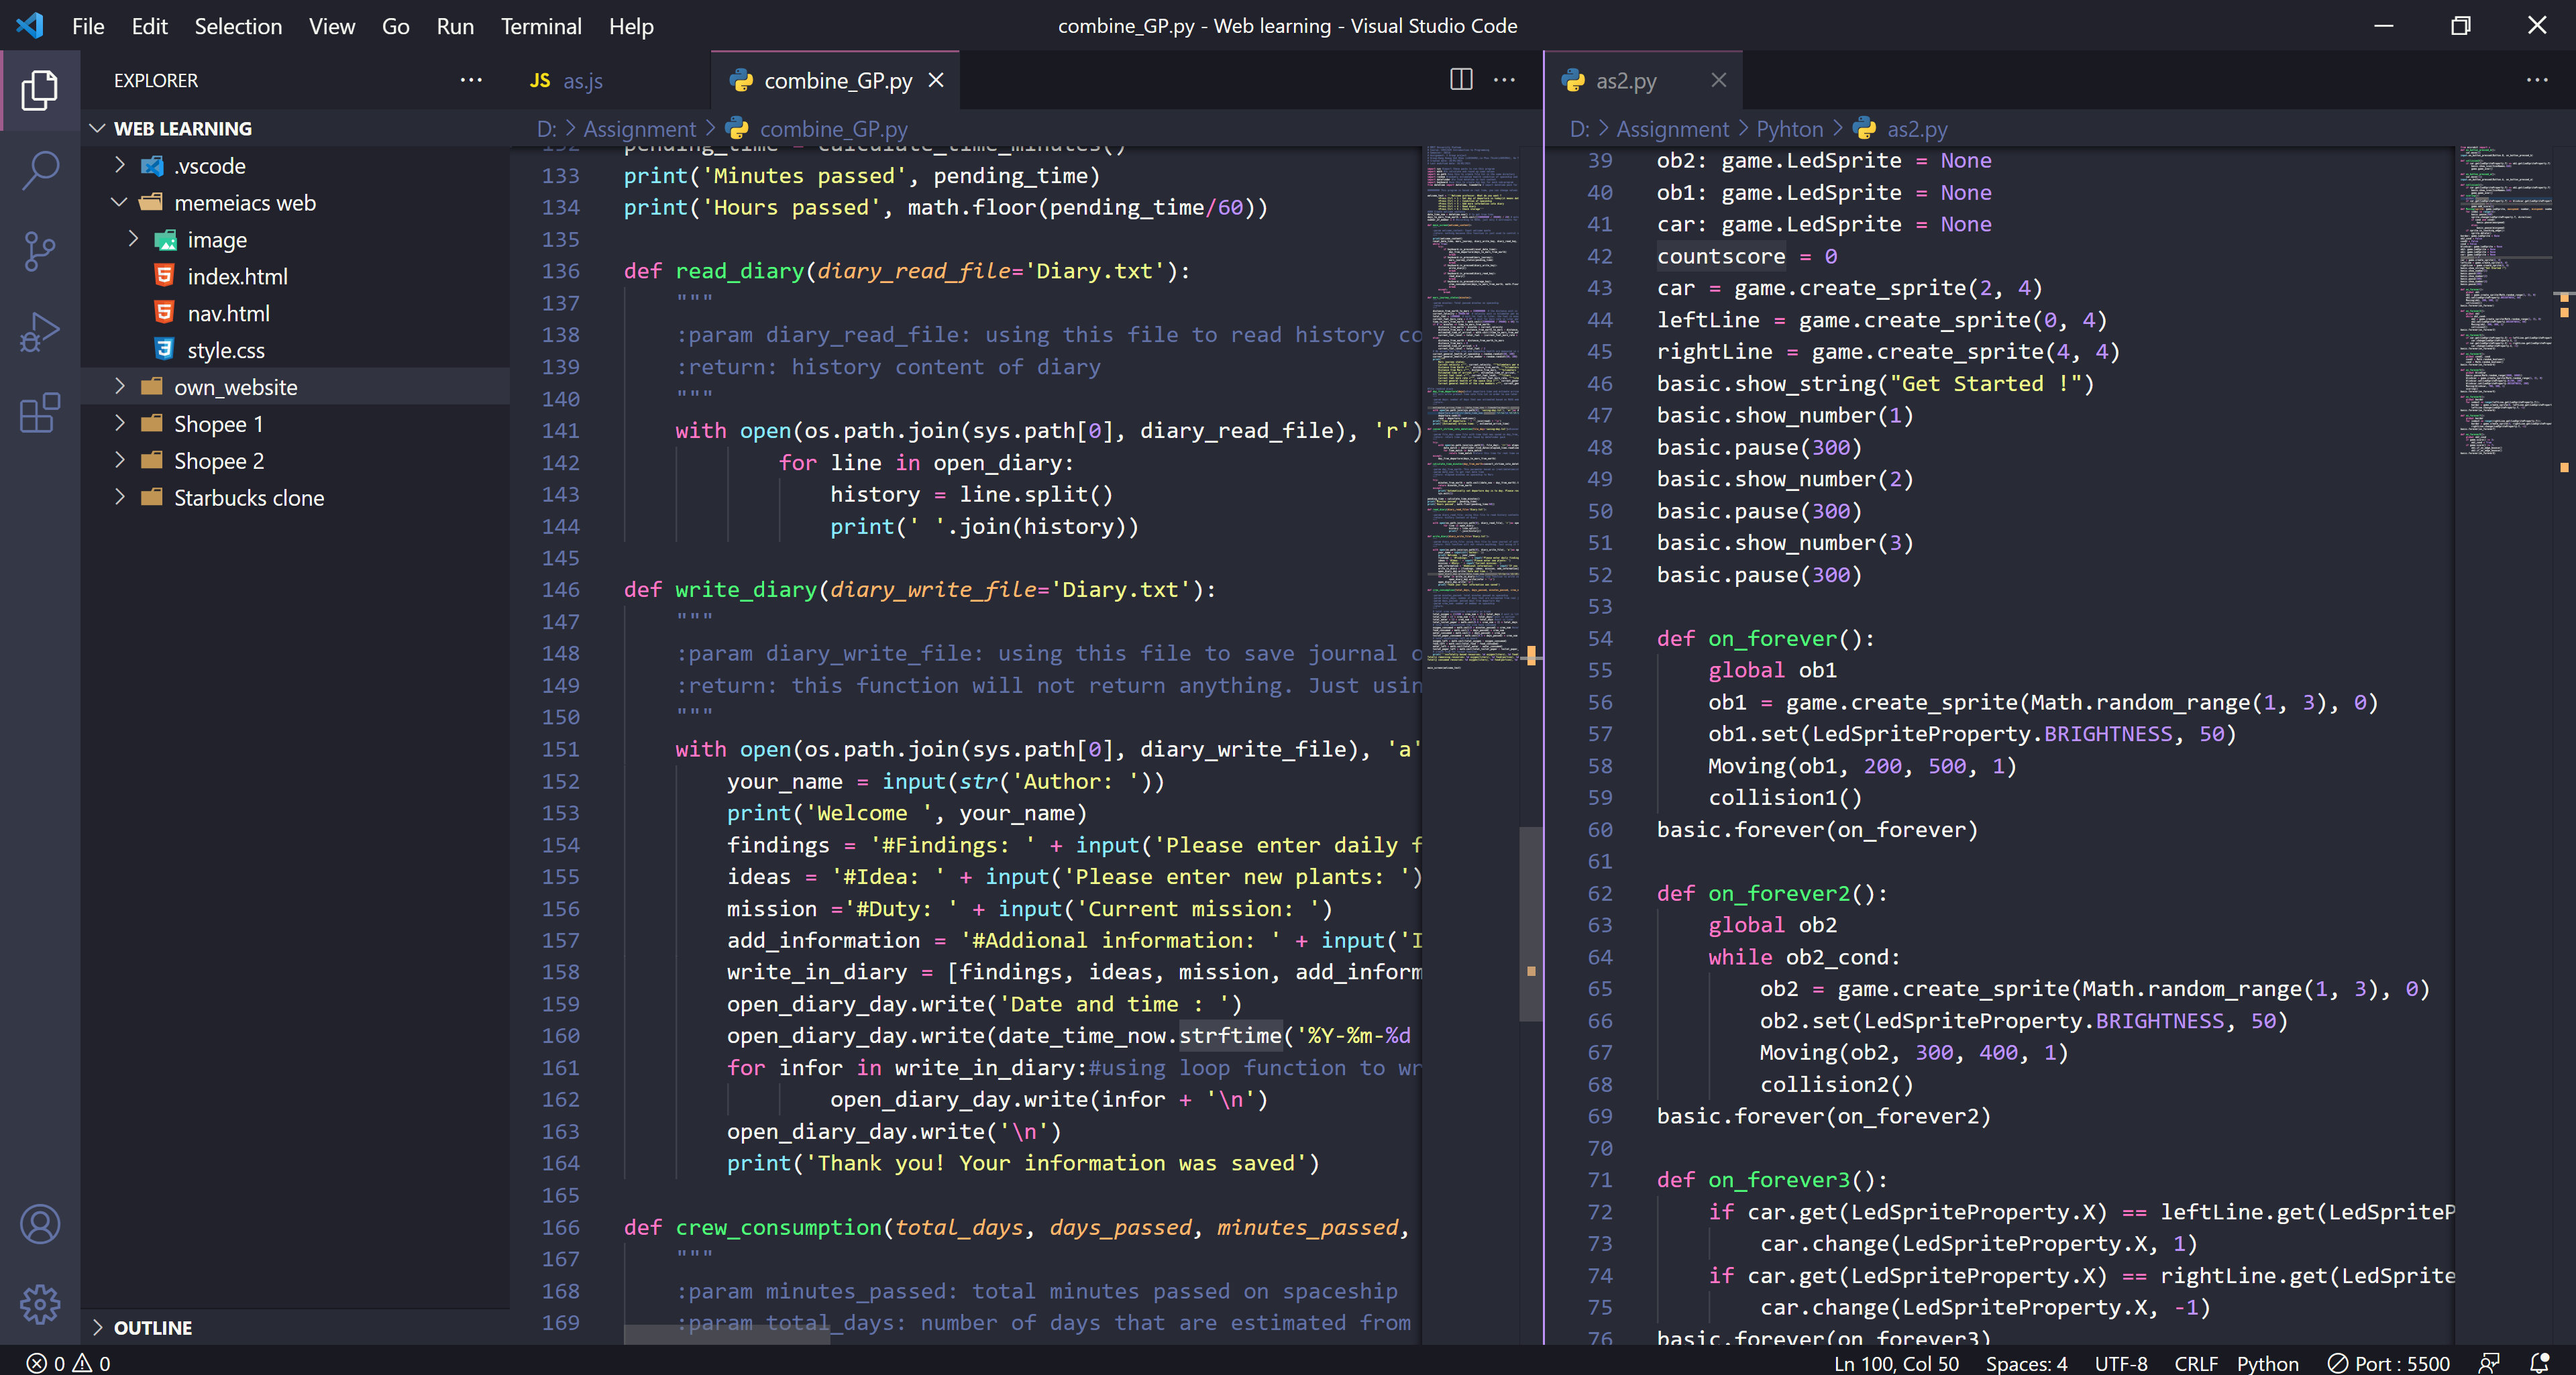 File Edit Selection View Go Run Terminal Help
combine_GP.py - Web learning - Visual Studio Code
EXPLORER
WEB LEARNING
.vscode
memeiacs web
image
index.html
nav.html
style.css
own_website
Shopee 1
Shopee 2
Starbucks clone
OUTLINE
JS as.js
combine_GP.py
D: > Assignment > combine_GP.py
132 pending_time = calculate_time_minutes()
133 print('Minutes passed', pending_time)
134 print('Hours passed', math.floor(pending_time/60))
135
136 def read_diary(diary_read_file='Diary.txt'):
137 """
138 :param diary_read_file: using this file to read history co
139 :return: history content of diary
140 """
141 with open(os.path.join(sys.path[0], diary_read_file), 'r')
142 for line in open_diary:
143 history = line.split()
144 print(' '.join(history))
145
146 def write_diary(diary_write_file='Diary.txt'):
147 """
148 :param diary_write_file: using this file to save journal o
149 :return: this function will not return anything. Just usin
150 """
151 with open(os.path.join(sys.path[0], diary_write_file), 'a'
152 your_name = input(str('Author: '))
153 print('Welcome ', your_name)
154 findings = '#Findings: ' + input('Please enter daily f
155 ideas = '#Idea: ' + input('Please enter new plants: ')
156 mission ='#Duty: ' + input('Current mission: ')
157 add_information = '#Addional information: ' + input('I
158 write_in_diary = [findings, ideas, mission, add_inform
159 open_diary_day.write('Date and time : ')
160 open_diary_day.write(date_time_now.strftime('%Y-%m-%d
161 for infor in write_in_diary:#using loop function to wr
162 open_diary_day.write(infor + '\n')
163 open_diary_day.write('\n')
164 print('Thank you! Your information was saved')
165
166 def crew_consumption(total_days, days_passed, minutes_passed,
167 """
168 :param minutes_passed: total minutes passed on spaceship
169 :param total_days: number of days that are estimated from
as2.py
D: > Assignment > Pyhton > as2.py
39 ob2: game.LedSprite = None
40 ob1: game.LedSprite = None
41 car: game.LedSprite = None
42 countscore = 0
43 car = game.create_sprite(2, 4)
44 leftLine = game.create_sprite(0, 4)
45 rightLine = game.create_sprite(4, 4)
46 basic.show_string("Get Started !")
47 basic.show_number(1)
48 basic.pause(300)
49 basic.show_number(2)
50 basic.pause(300)
51 basic.show_number(3)
52 basic.pause(300)
53
54 def on_forever():
55 global ob1
56 ob1 = game.create_sprite(Math.random_range(1, 3), 0)
57 ob1.set(LedSpriteProperty.BRIGHTNESS, 50)
58 Moving(ob1, 200, 500, 1)
59 collision1()
60 basic.forever(on_forever)
61
62 def on_forever2():
63 global ob2
64 while ob2_cond:
65 ob2 = game.create_sprite(Math.random_range(1, 3), 0)
66 ob2.set(LedSpriteProperty.BRIGHTNESS, 50)
67 Moving(ob2, 300, 400, 1)
68 collision2()
69 basic.forever(on_forever2)
70
71 def on_forever3():
72 if car.get(LedSpriteProperty.X) == leftLine.get(LedSpriteP
73 car.change(LedSpriteProperty.X, 1)
74 if car.get(LedSpriteProperty.X) == rightLine.get(LedSprite
75 car.change(LedSpriteProperty.X, -1)
76 basic.forever(on_forever3)
0 0
Ln 100, Col 50 Spaces: 4 UTF-8 CRLF Python Port : 5500